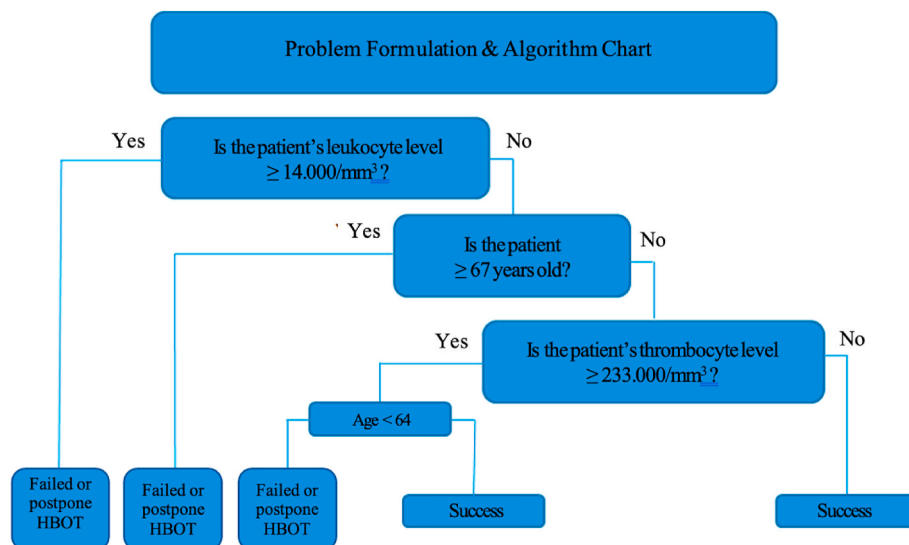 Problem Formulation & Algorithm Chart
Yes
Is the patient's leukocyte level
≥ 14.000/mm³ ?
No
Yes
Is the patient
≥ 67 years old?
No
Yes
Is the patient's thrombocyte level
≥ 233.000/mm³ ?
No
Age < 64
Failed or
postpone
HBOT
Failed or
postpone
HBOT
Failed or
postpone
HBOT
Success
Success